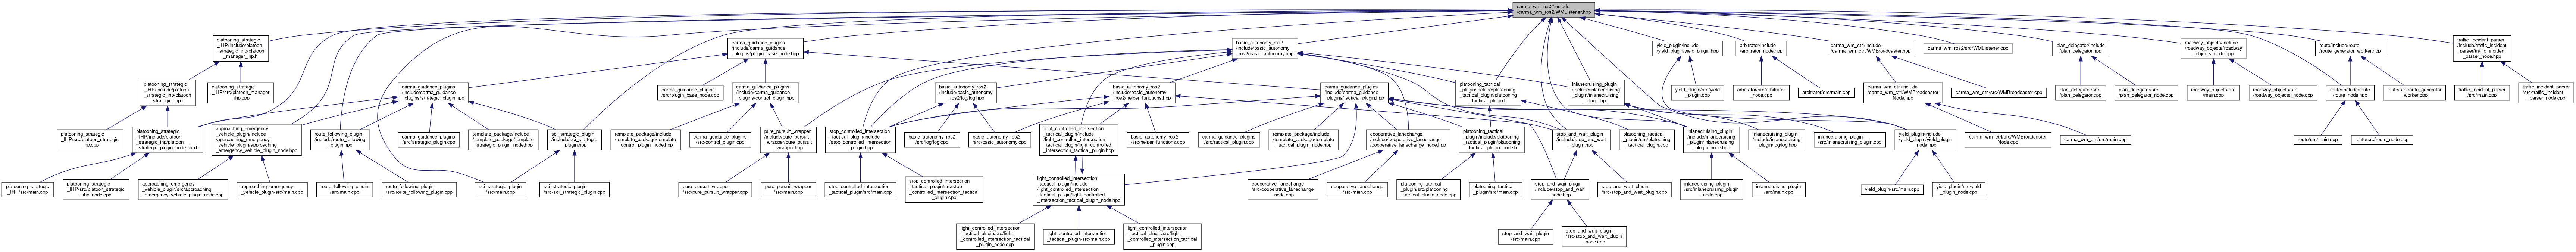 carma_wm_ros2/include
/carma_wm_ros2/WMListener.hpp
platooning_strategic
_IHP/include/platoon
_strategic_ihp/platoon
_manager_ihp.h
carma_guidance_plugins
/include/carma_guidance
_plugins/plugin_base_node.hpp
basic_autonomy_ros2
/include/basic_autonomy
_ros2/basic_autonomy.hpp
yield_plugin/include
/yield_plugin/yield_plugin.hpp
arbitrator/include
/arbitrator_node.hpp
carma_wm_ctrl/include
/carma_wm_ctrl/WMBroadcaster.hpp
carma_wm_ros2/src/WMListener.cpp
plan_delegator/include
/plan_delegator.hpp
roadway_objects/include
/roadway_objects/roadway
_objects_node.hpp
route/include/route
/route_generator_worker.hpp
traffic_incident_parser
/include/traffic_incident
_parser/traffic_incident
_parser_node.hpp
platooning_strategic
_IHP/include/platoon
_strategic_ihp/platoon
_strategic_ihp.h
platooning_strategic
_IHP/src/platoon_manager
_ihp.cpp
carma_guidance_plugins
/include/carma_guidance
_plugins/strategic_plugin.hpp
carma_guidance_plugins
/src/plugin_base_node.cpp
carma_guidance_plugins
/include/carma_guidance
_plugins/control_plugin.hpp
basic_autonomy_ros2
/include/basic_autonomy
_ros2/log/log.hpp
basic_autonomy_ros2
/include/basic_autonomy
_ros2/helper_functions.hpp
carma_guidance_plugins
/include/carma_guidance
_plugins/tactical_plugin.hpp
platooning_tactical
_plugin/include/platooning
_tactical_plugin/platooning
_tactical_plugin.h
inlanecruising_plugin
/include/inlanecruising
_plugin/inlanecruising
_plugin.hpp
yield_plugin/src/yield
_plugin.cpp
arbitrator/src/arbitrator
_node.cpp
arbitrator/src/main.cpp
carma_wm_ctrl/include
/carma_wm_ctrl/WMBroadcaster
Node.hpp
carma_wm_ctrl/src/WMBroadcaster.cpp
plan_delegator/src
/plan_delegator.cpp
plan_delegator/src
/plan_delegator_node.cpp
roadway_objects/src
/main.cpp
roadway_objects/src
/roadway_objects_node.cpp
route/include/route
/route_node.hpp
route/src/route_generator
_worker.cpp
traffic_incident_parser
/src/main.cpp
traffic_incident_parser
/src/traffic_incident
_parser_node.cpp
platooning_strategic
_IHP/src/platoon_strategic
_ihp.cpp
platooning_strategic
_IHP/include/platoon
_strategic_ihp/platoon
_strategic_plugin_node_ihp.h
approaching_emergency
_vehicle_plugin/include
/approaching_emergency
_vehicle_plugin/approaching
_emergency_vehicle_plugin_node.hpp
route_following_plugin
/include/route_following
_plugin.hpp
carma_guidance_plugins
/src/strategic_plugin.cpp
template_package/include
/template_package/template
_strategic_plugin_node.hpp
sci_strategic_plugin
/include/sci_strategic
_plugin.hpp
template_package/include
/template_package/template
_control_plugin_node.hpp
carma_guidance_plugins
/src/control_plugin.cpp
pure_pursuit_wrapper
/include/pure_pursuit
_wrapper/pure_pursuit
_wrapper.hpp
stop_controlled_intersection
_tactical_plugin/include
/stop_controlled_intersection
_plugin.hpp
basic_autonomy_ros2
/src/log/log.cpp
basic_autonomy_ros2
/src/basic_autonomy.cpp
light_controlled_intersection
_tactical_plugin/include
/light_controlled_intersection
_tactical_plugin/light_controlled
_intersection_tactical_plugin.hpp
basic_autonomy_ros2
/src/helper_functions.cpp
carma_guidance_plugins
/src/tactical_plugin.cpp
template_package/include
/template_package/template
_tactical_plugin_node.hpp
cooperative_lanechange
/include/cooperative_lanechange
/cooperative_lanechange_node.hpp
platooning_tactical
_plugin/include/platooning
_tactical_plugin/platooning
_tactical_plugin_node.h
stop_and_wait_plugin
/include/stop_and_wait
_plugin.hpp
platooning_tactical
_plugin/src/platooning
_tactical_plugin.cpp
inlanecruising_plugin
/include/inlanecruising
_plugin/inlanecruising
_plugin_node.hpp
inlanecruising_plugin
/include/inlanecruising
_plugin/log/log.hpp
inlanecruising_plugin
/src/inlanecruising_plugin.cpp
yield_plugin/include
/yield_plugin/yield_plugin
_node.hpp
carma_wm_ctrl/src/WMBroadcaster
Node.cpp
carma_wm_ctrl/src/main.cpp
route/src/main.cpp
route/src/route_node.cpp
platooning_strategic
_IHP/src/main.cpp
platooning_strategic
_IHP/src/platoon_strategic
_ihp_node.cpp
approaching_emergency
_vehicle_plugin/src/approaching
_emergency_vehicle_plugin_node.cpp
approaching_emergency
_vehicle_plugin/src/main.cpp
route_following_plugin
/src/main.cpp
route_following_plugin
/src/route_following_plugin.cpp
sci_strategic_plugin
/src/main.cpp
sci_strategic_plugin
/src/sci_strategic_plugin.cpp
pure_pursuit_wrapper
/src/pure_pursuit_wrapper.cpp
pure_pursuit_wrapper
/src/main.cpp
stop_controlled_intersection
_tactical_plugin/src/main.cpp
stop_controlled_intersection
_tactical_plugin/src/stop
_controlled_intersection_tactical
_plugin.cpp
light_controlled_intersection
_tactical_plugin/include
/light_controlled_intersection
_tactical_plugin/light_controlled
_intersection_tactical_plugin_node.hpp
cooperative_lanechange
/src/cooperative_lanechange
_node.cpp
cooperative_lanechange
/src/main.cpp
platooning_tactical
_plugin/src/platooning
_tactical_plugin_node.cpp
platooning_tactical
_plugin/src/main.cpp
stop_and_wait_plugin
/include/stop_and_wait
_node.hpp
stop_and_wait_plugin
/src/stop_and_wait_plugin.cpp
inlanecruising_plugin
/src/inlanecruising_plugin
_node.cpp
inlanecruising_plugin
/src/main.cpp
yield_plugin/src/main.cpp
yield_plugin/src/yield
_plugin_node.cpp
light_controlled_intersection
_tactical_plugin/src/light
_controlled_intersection_tactical
_plugin_node.cpp
light_controlled_intersection
_tactical_plugin/src/main.cpp
light_controlled_intersection
_tactical_plugin/src/light
_controlled_intersection_tactical
_plugin.cpp
stop_and_wait_plugin
/src/main.cpp
stop_and_wait_plugin
/src/stop_and_wait_plugin
_node.cpp